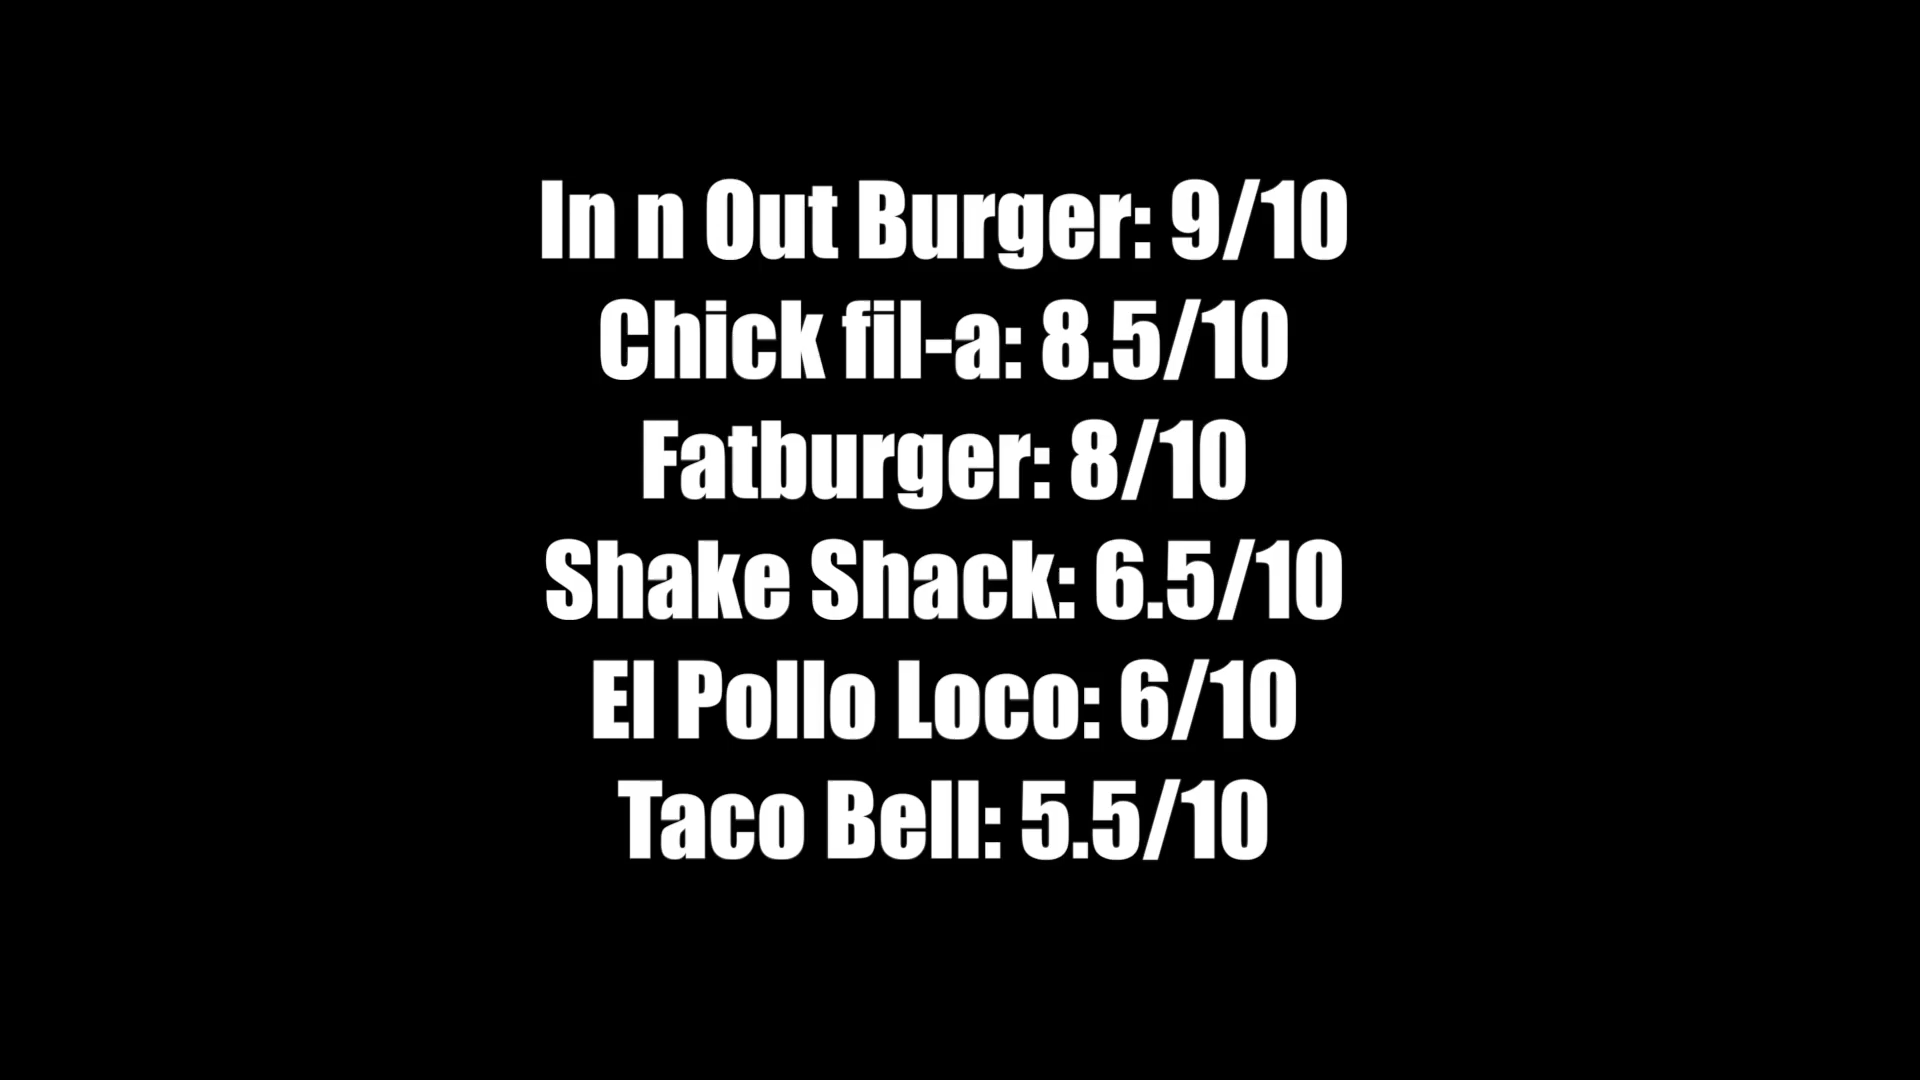 In n Out Burger: 9/10
Chick fil-a: 8.5/10
Fatburger: 8/10
Shake Shack: 6.5/10
El Pollo Loco: 6/10
Taco Bell: 5.5/10